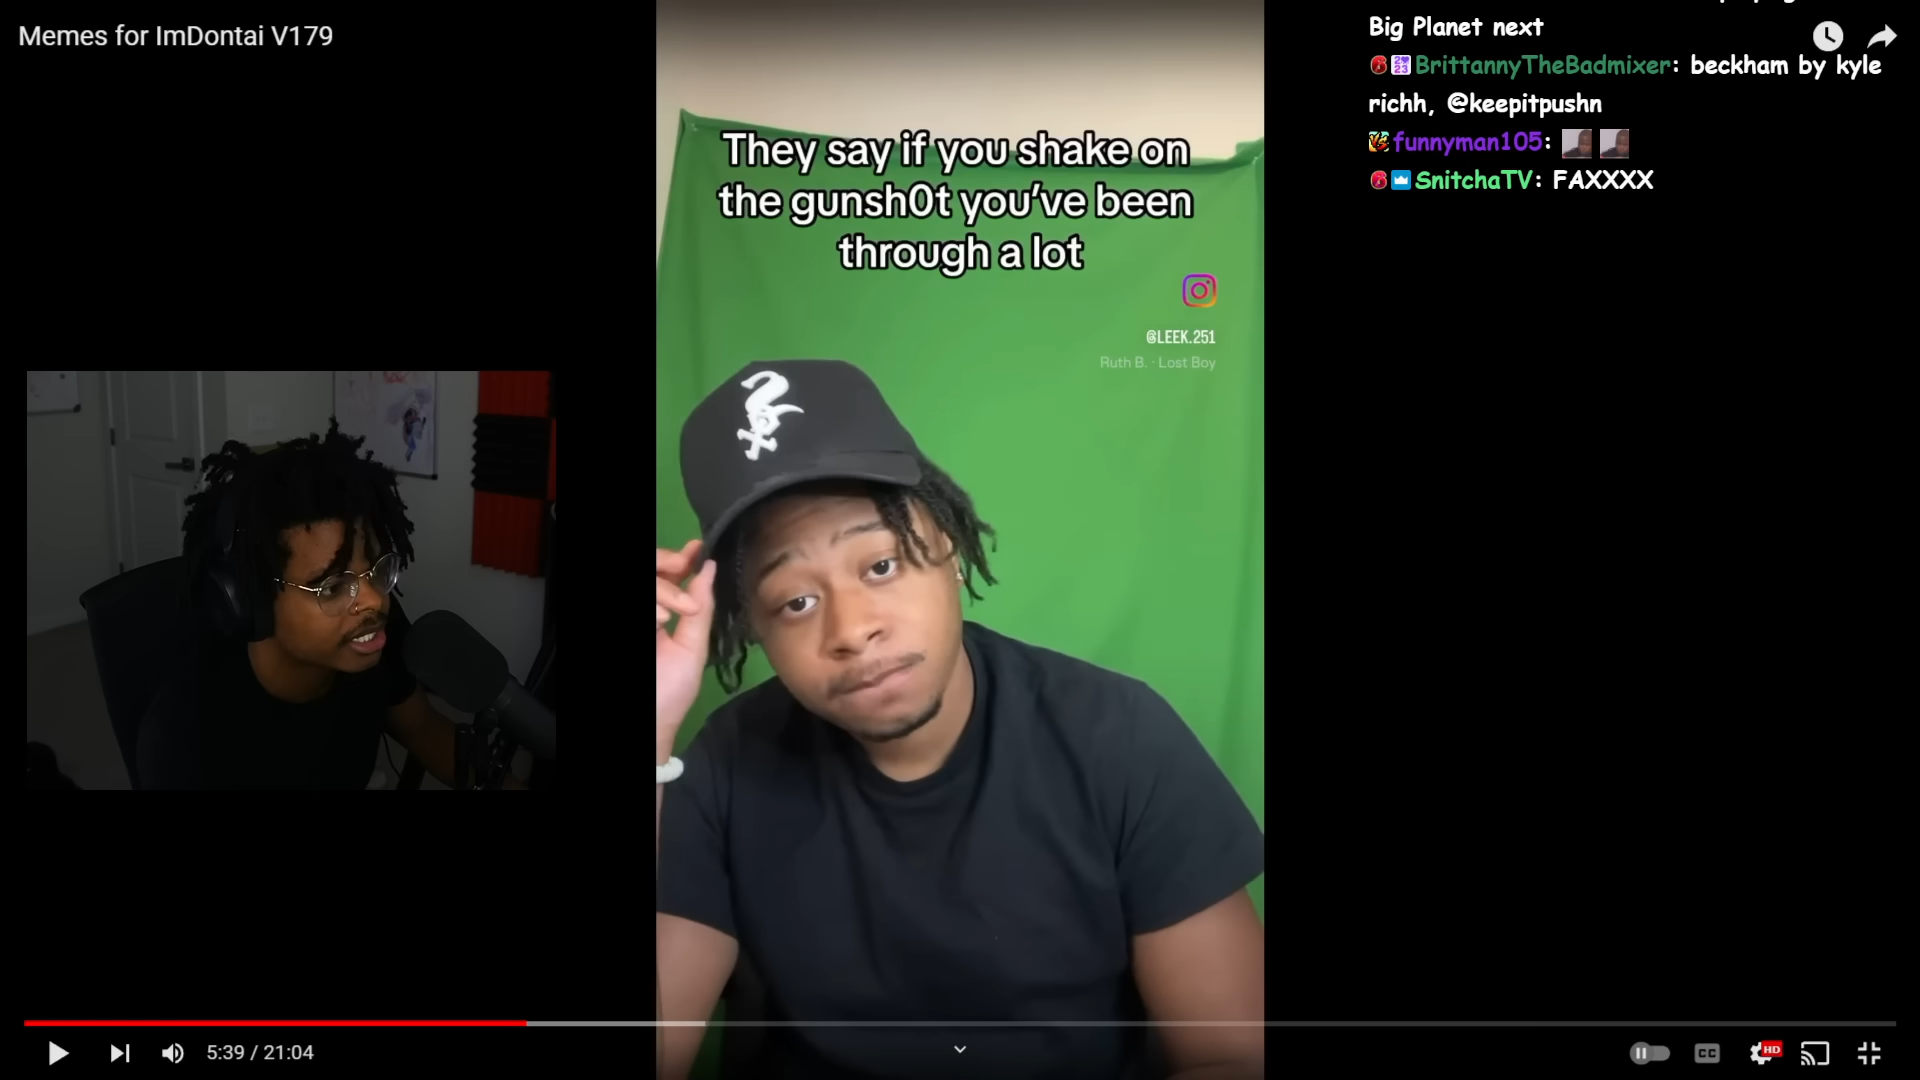 Memes for ImDontai V179
They say if you shake on
the gunsh0t you've been
through a lot
@LEEK.251
Ruth B. · Lost Boy
Big Planet next
BrittannyTheBadmixer: beckham by kyle
richh, @keepitpushn
funnyman105:
SnitchaTV: FAXXXX
5:39 / 21:04
CC
HD